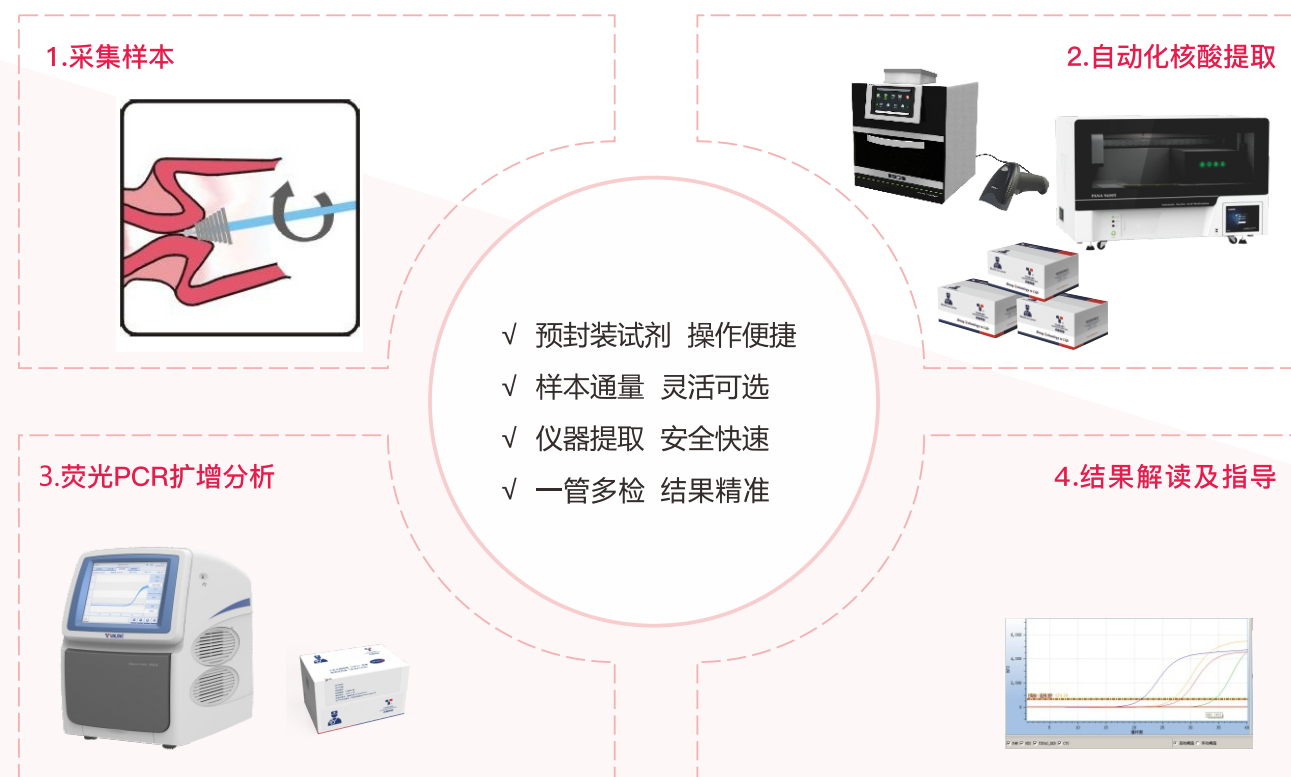 1.采集样本
2.自动化核酸提取
√ 预封装试剂 操作便捷
√ 样本通量 灵活可选
√ 仪器提取 安全快速
√ 一管多检 结果精准
3.荧光PCR扩增分析
4.结果解读及指导